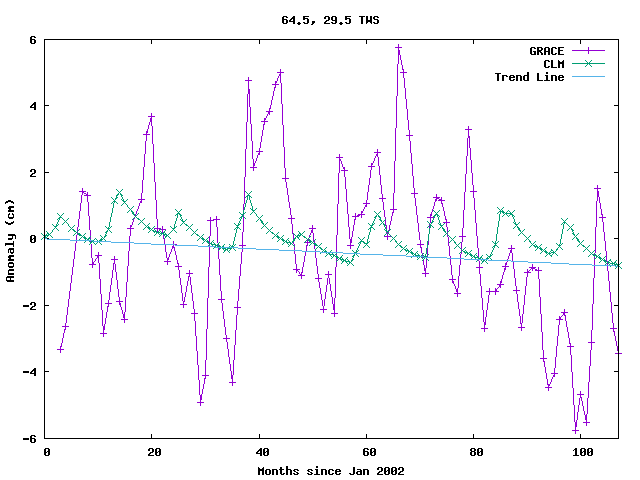 64.5, 29.5 TWS
GRACE
CLM
Trend Line
Anomaly (cm)
6
4
2
0
-2
-4
-6
0 20 40 60 80 100
Months since Jan 2002